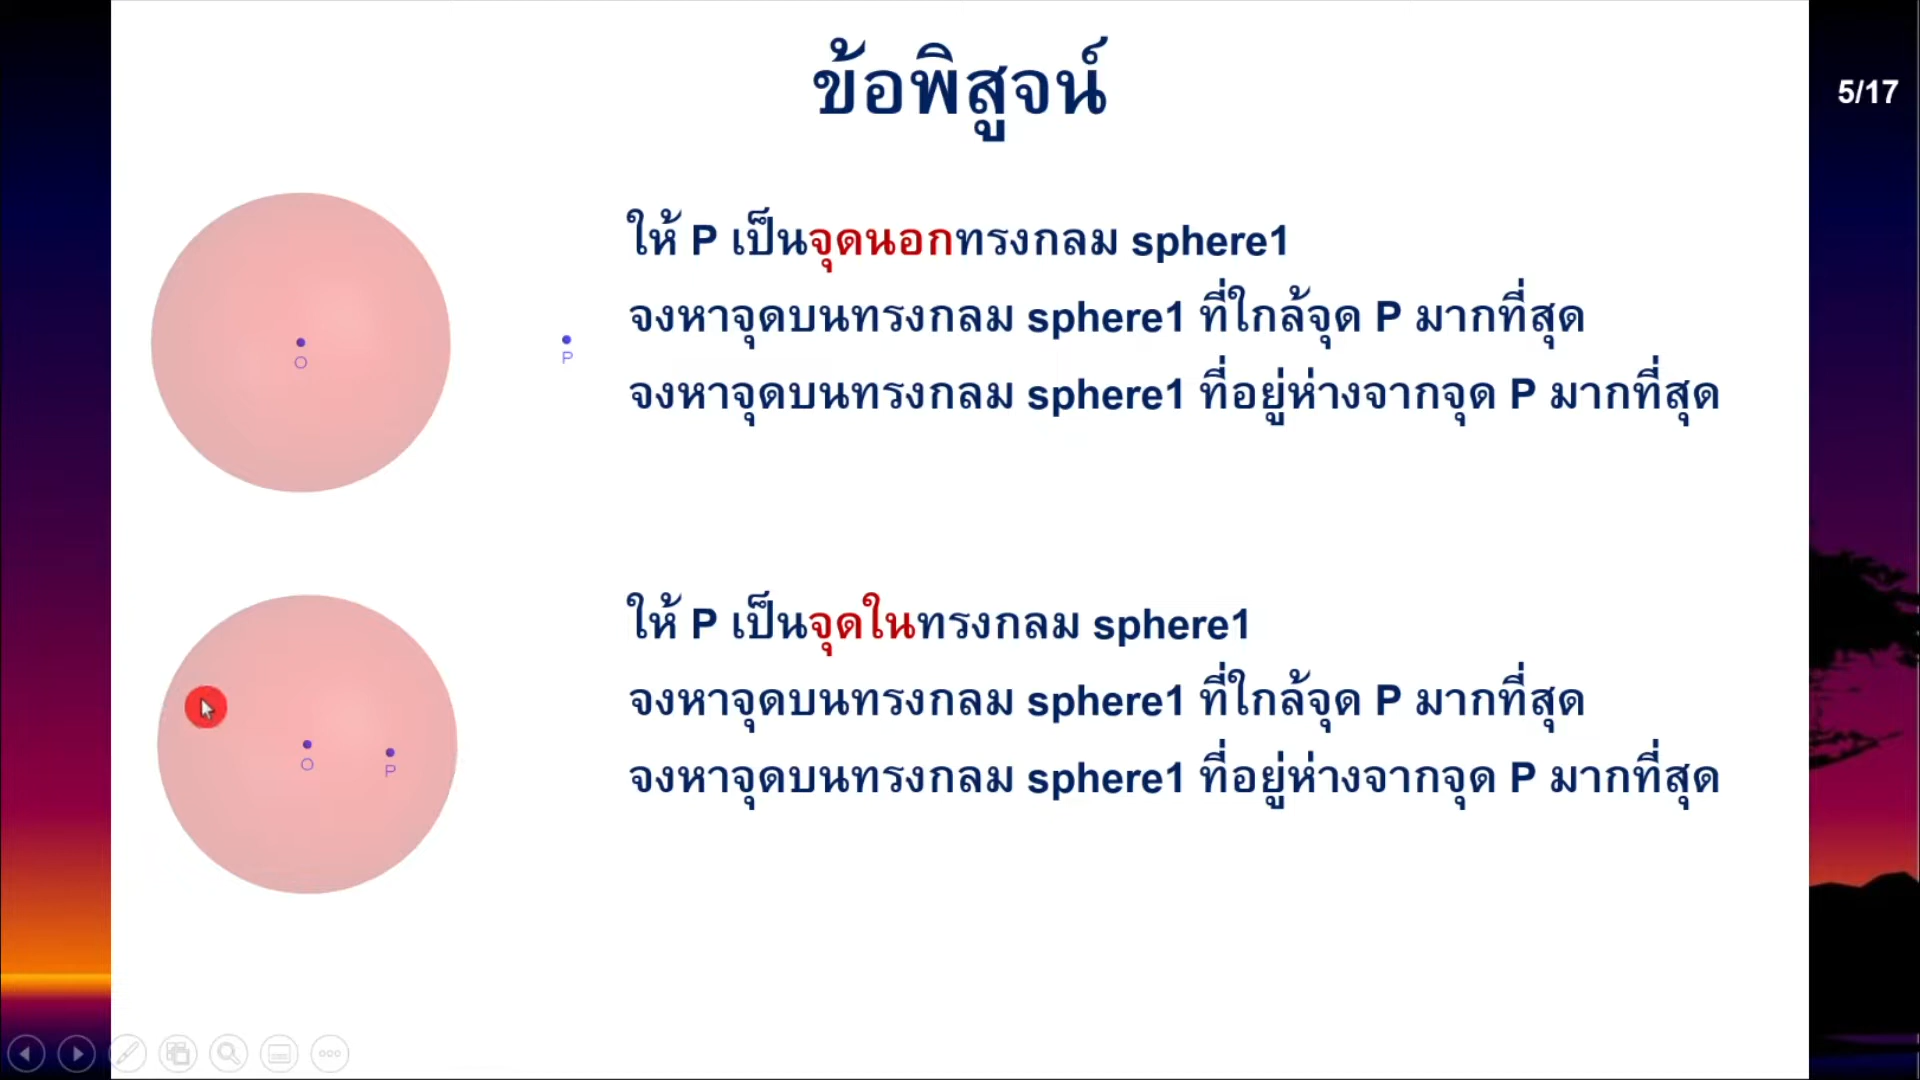 ข้อพิสูจน์
5/17
ให้ P เป็นจุดนอกทรงกลม sphere1
จงหาจุดบนทรงกลม sphere1 ที่ใกล้จุด P มากที่สุด
จงหาจุดบนทรงกลม sphere1 ที่อยู่ห่างจากจุด P มากที่สุด
O
P
ให้ P เป็นจุดในทรงกลม sphere1
จงหาจุดบนทรงกลม sphere1 ที่ใกล้จุด P มากที่สุด
จงหาจุดบนทรงกลม sphere1 ที่อยู่ห่างจากจุด P มากที่สุด
O
P